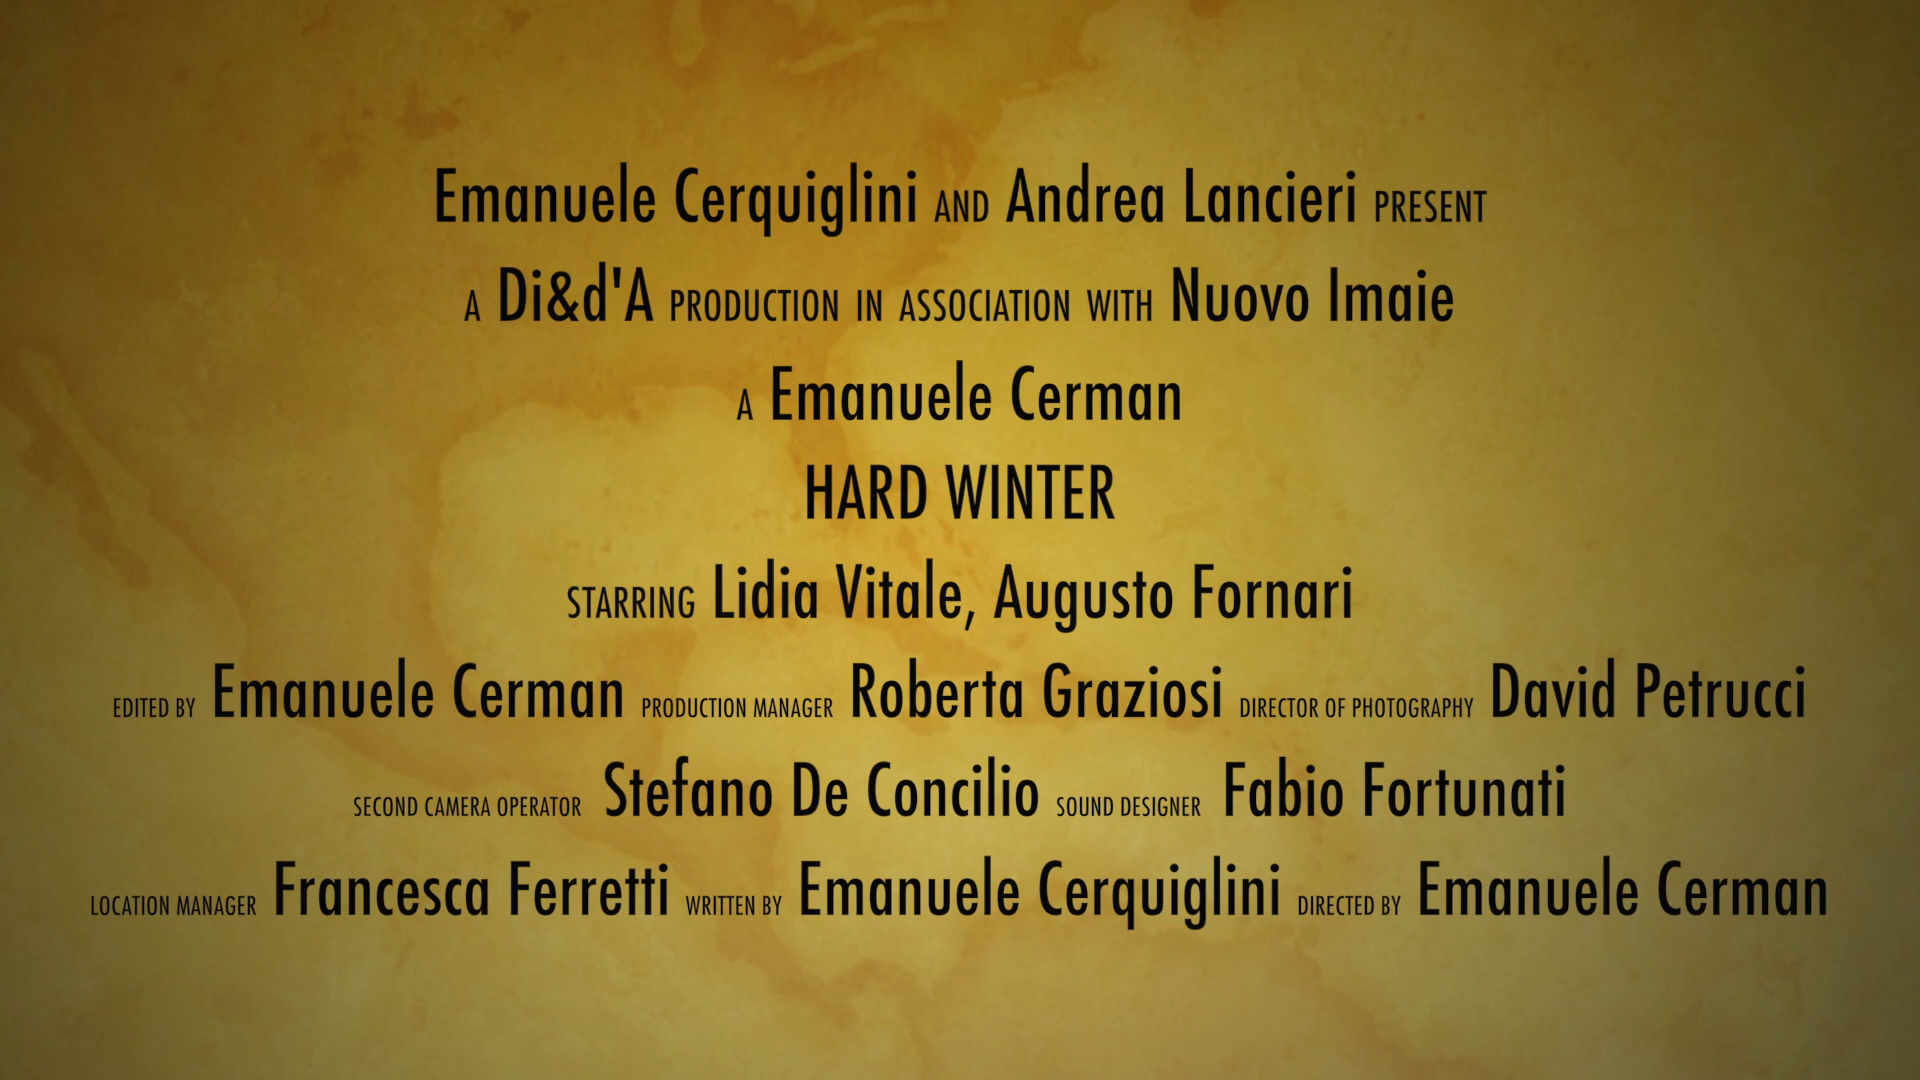 Emanuele Cerquiglini AND Andrea Lancieri PRESENT
A Di&d'A PRODUCTION IN ASSOCIATION WITH Nuovo Imaie
A Emanuele Cerman
HARD WINTER
STARRING Lidia Vitale, Augusto Fornari
EDITED BY Emanuele Cerman PRODUCTION MANAGER Roberta Graziosi DIRECTOR OF PHOTOGRAPHY David Petrucci
SECOND CAMERA OPERATOR Stefano De Concilio SOUND DESIGNER Fabio Fortunati
LOCATION MANAGER Francesca Ferretti WRITTEN BY Emanuele Cerquiglini DIRECTED BY Emanuele Cerman